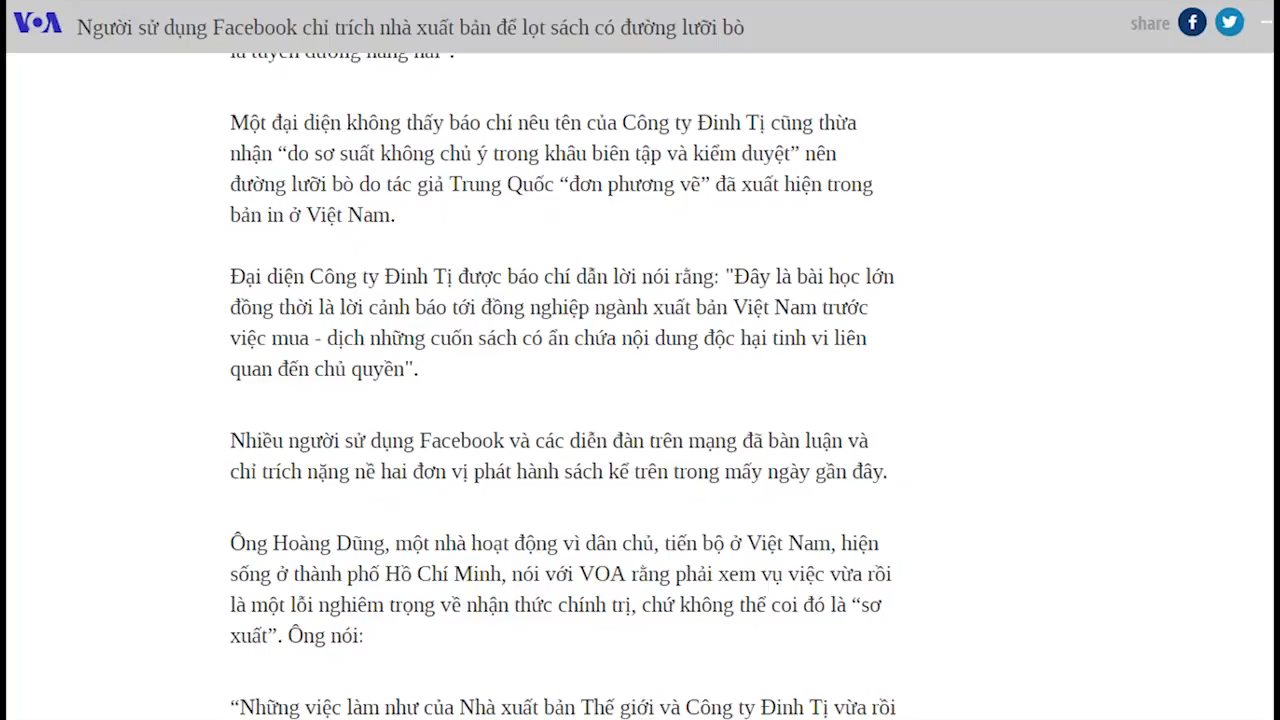 VOA Người sử dụng Facebook chỉ trích nhà xuất bản để lọt sách có đường lưỡi bò share
là tuyến đường hàng hải".
Một đại diện không thấy báo chí nêu tên của Công ty Đinh Tị cũng thừa
nhận “do sơ suất không chủ ý trong khâu biên tập và kiểm duyệt” nên
đường lưỡi bò do tác giả Trung Quốc “đơn phương vẽ” đã xuất hiện trong
bản in ở Việt Nam.
Đại diện Công ty Đinh Tị được báo chí dẫn lời nói rằng: "Đây là bài học lớn
đồng thời là lời cảnh báo tới đồng nghiệp ngành xuất bản Việt Nam trước
việc mua - dịch những cuốn sách có ẩn chứa nội dung độc hại tinh vi liên
quan đến chủ quyền".
Nhiều người sử dụng Facebook và các diễn đàn trên mạng đã bàn luận và
chỉ trích nặng nề hai đơn vị phát hành sách kể trên trong mấy ngày gần đây.
Ông Hoàng Dũng, một nhà hoạt động vì dân chủ, tiến bộ ở Việt Nam, hiện
sống ở thành phố Hồ Chí Minh, nói với VOA rằng phải xem vụ việc vừa rồi
là một lỗi nghiêm trọng về nhận thức chính trị, chứ không thể coi đó là “sơ
xuất”. Ông nói:
“Những việc làm như của Nhà xuất bản Thế giới và Công ty Đinh Tị vừa rồi